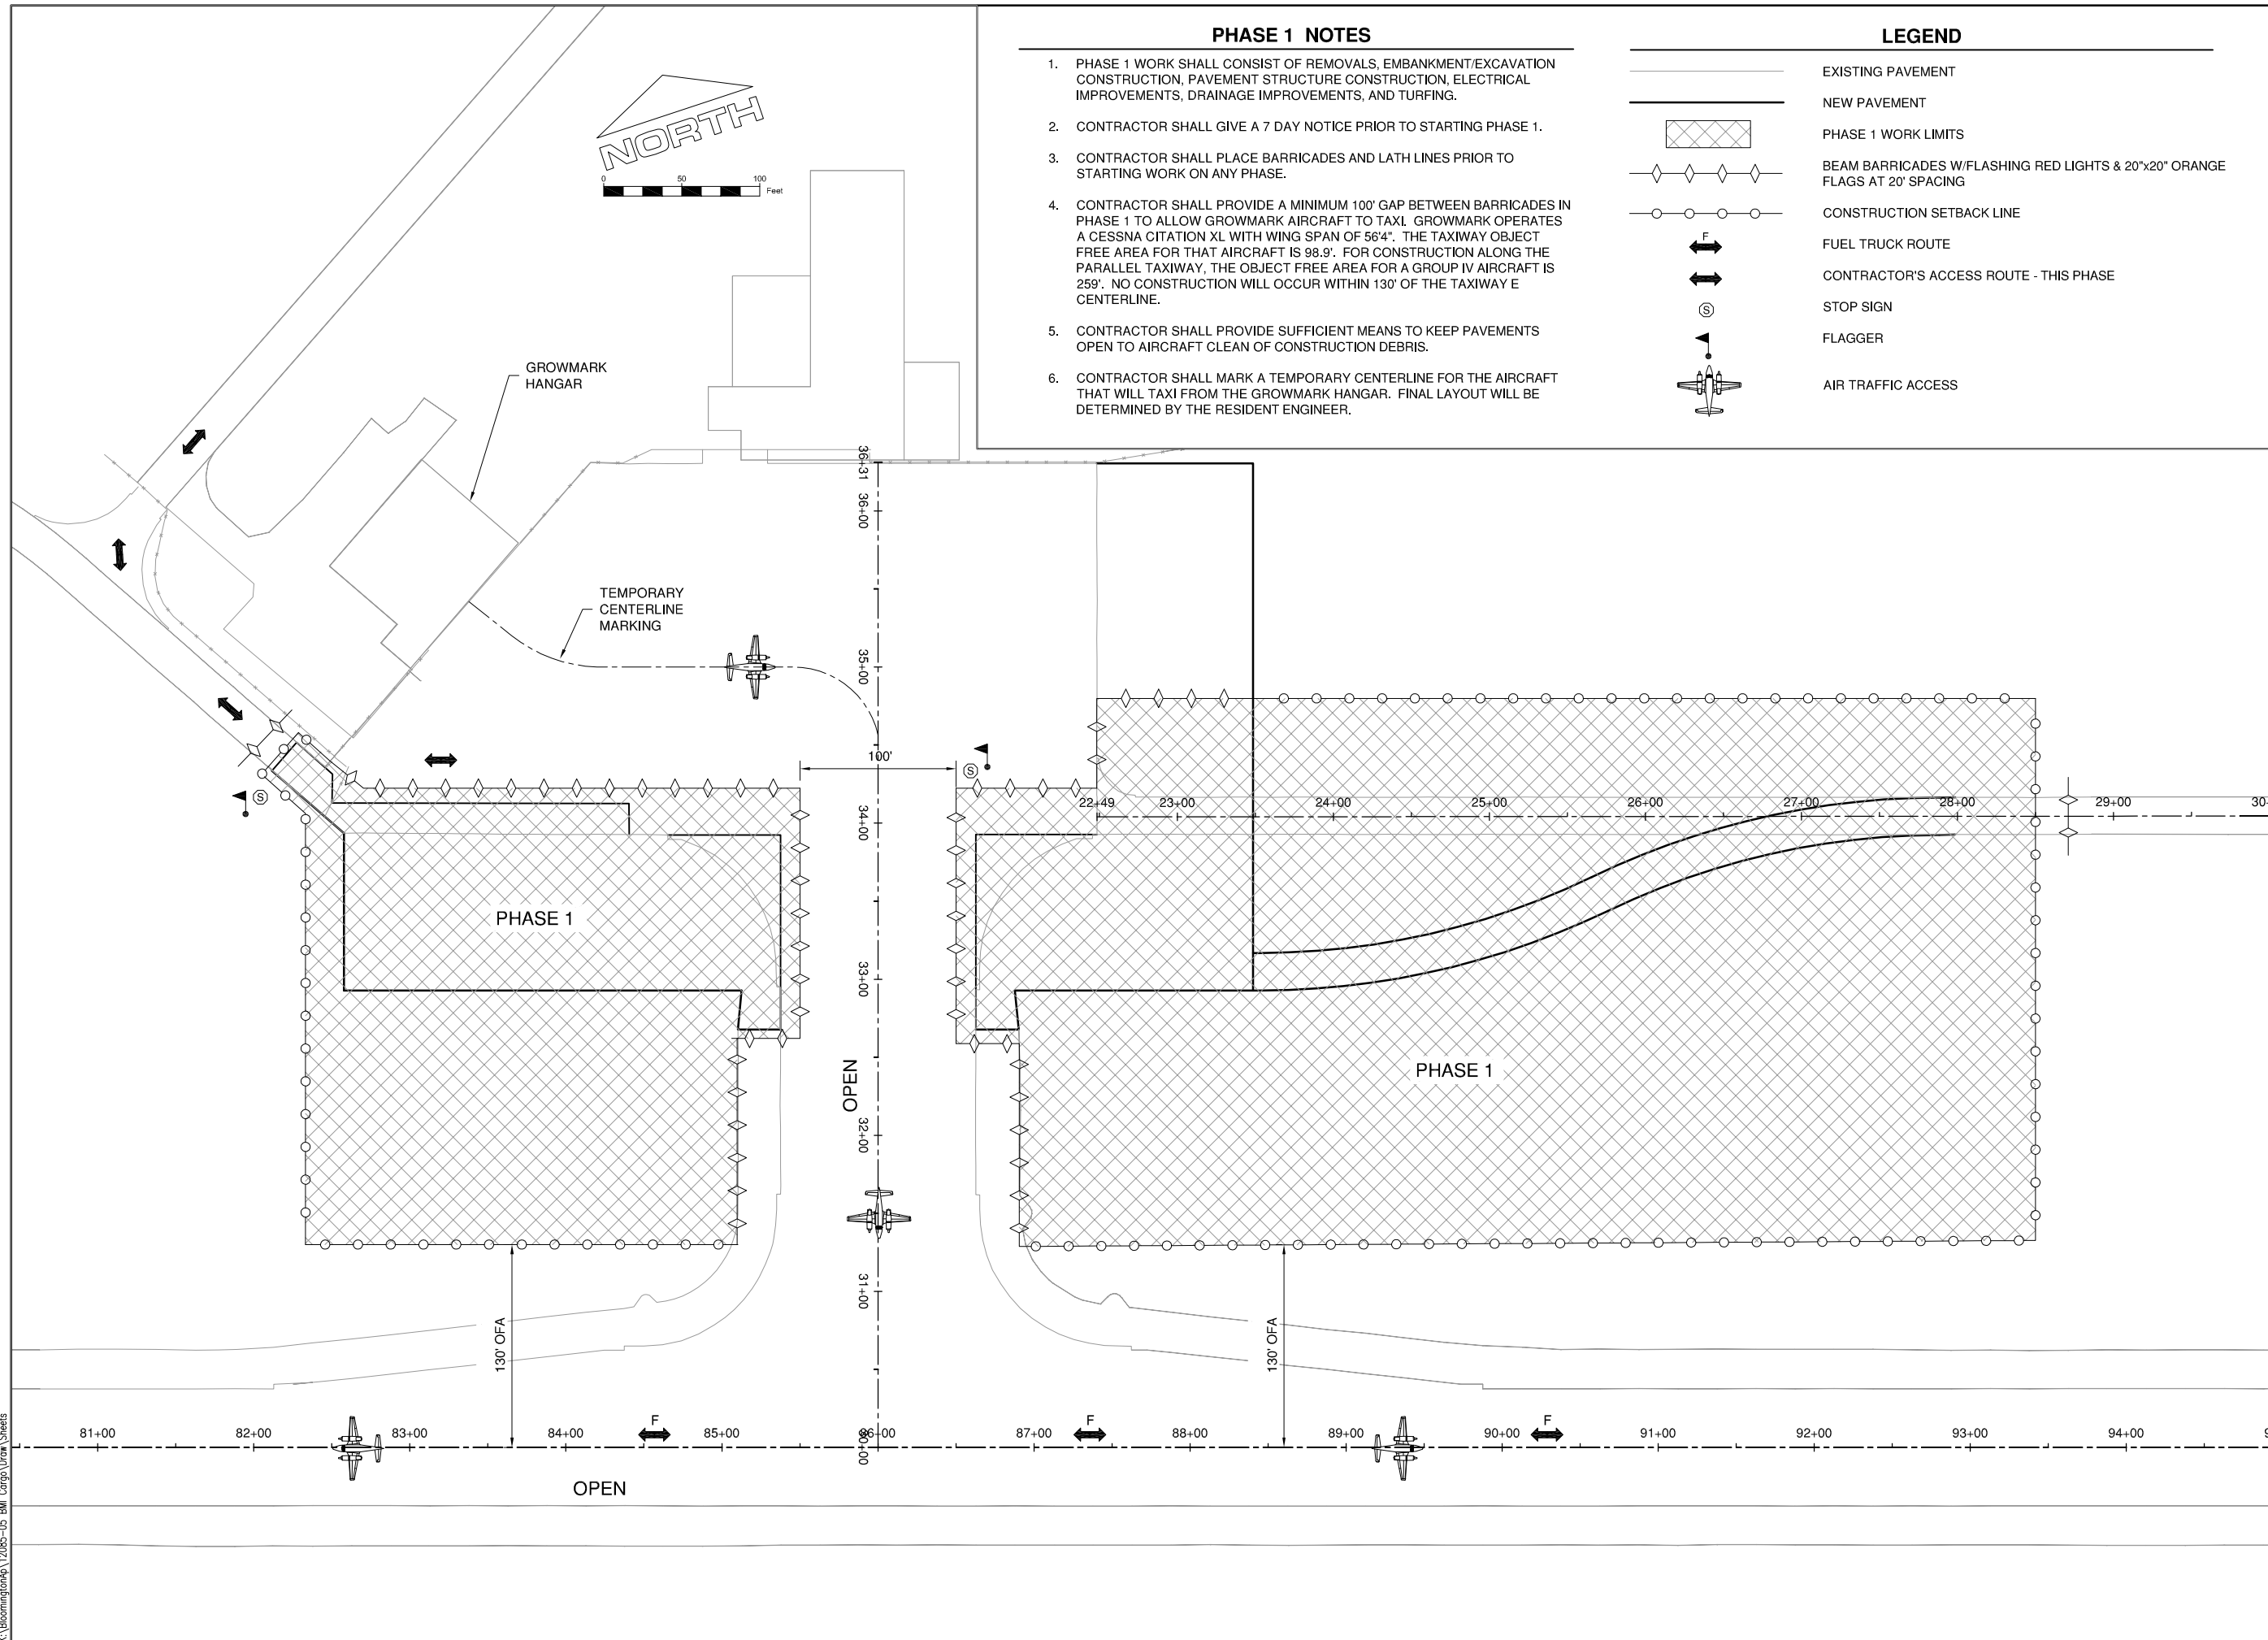 PHASE 1 NOTES
1. PHASE 1 WORK SHALL CONSIST OF REMOVALS, EMBANKMENT/EXCAVATION
CONSTRUCTION, PAVEMENT STRUCTURE CONSTRUCTION, ELECTRICAL
IMPROVEMENTS, DRAINAGE IMPROVEMENTS, AND TURFING.
2. CONTRACTOR SHALL GIVE A 7 DAY NOTICE PRIOR TO STARTING PHASE 1.
3. CONTRACTOR SHALL PLACE BARRICADES AND LATH LINES PRIOR TO
STARTING WORK ON ANY PHASE.
4. CONTRACTOR SHALL PROVIDE A MINIMUM 100' GAP BETWEEN BARRICADES IN
PHASE 1 TO ALLOW GROWMARK AIRCRAFT TO TAXI. GROWMARK OPERATES
A CESSNA CITATION XL WITH WING SPAN OF 56'4". THE TAXIWAY OBJECT
FREE AREA FOR THAT AIRCRAFT IS 98.9'. FOR CONSTRUCTION ALONG THE
PARALLEL TAXIWAY, THE OBJECT FREE AREA FOR A GROUP IV AIRCRAFT IS
259'. NO CONSTRUCTION WILL OCCUR WITHIN 130' OF THE TAXIWAY E
CENTERLINE.
5. CONTRACTOR SHALL PROVIDE SUFFICIENT MEANS TO KEEP PAVEMENTS
OPEN TO AIRCRAFT CLEAN OF CONSTRUCTION DEBRIS.
6. CONTRACTOR SHALL MARK A TEMPORARY CENTERLINE FOR THE AIRCRAFT
THAT WILL TAXI FROM THE GROWMARK HANGAR. FINAL LAYOUT WILL BE
DETERMINED BY THE RESIDENT ENGINEER.
LEGEND
EXISTING PAVEMENT
NEW PAVEMENT
PHASE 1 WORK LIMITS
BEAM BARRICADES W/FLASHING RED LIGHTS & 20"x20" ORANGE
FLAGS AT 20' SPACING
CONSTRUCTION SETBACK LINE
F
FUEL TRUCK ROUTE
CONTRACTOR'S ACCESS ROUTE - THIS PHASE
S
STOP SIGN
FLAGGER
AIR TRAFFIC ACCESS
NORTH
0 50 100
Feet
GROWMARK
HANGAR
TEMPORARY
CENTERLINE
MARKING
36+31
36+00
35+00
100'
34+00
33+00
32+00
31+00
S
S
22+49 23+00 24+00 25+00 26+00 27+00 28+00 29+00
PHASE 1
PHASE 1
OPEN
130' OFA
130' OFA
F
F
F
81+00 82+00 83+00 84+00 85+00 86+00 87+00 88+00 89+00 90+00 91+00 92+00 93+00 94+00
OPEN